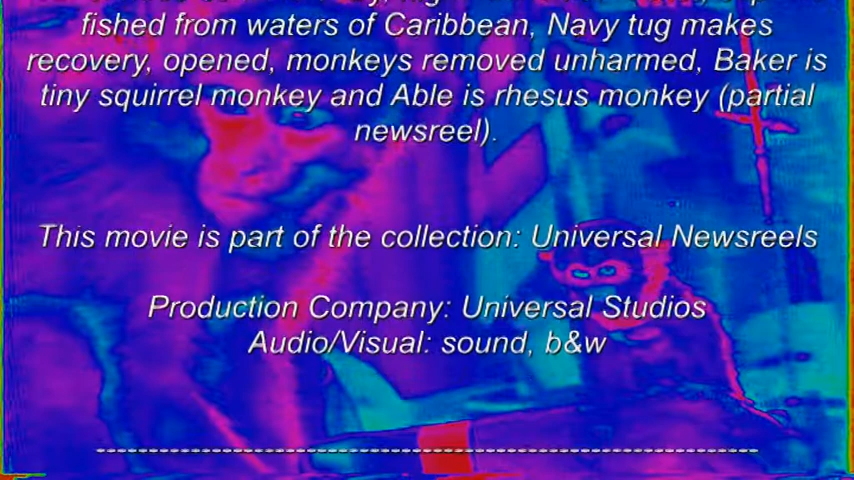 fished from waters of Caribbean, Navy tug makes
recovery, opened, monkeys removed unharmed, Baker is
tiny squirrel monkey and Able is rhesus monkey (partial
newsreel).
This movie is part of the collection: Universal Newsreels
Production Company: Universal Studios
Audio/Visual: sound, b&w